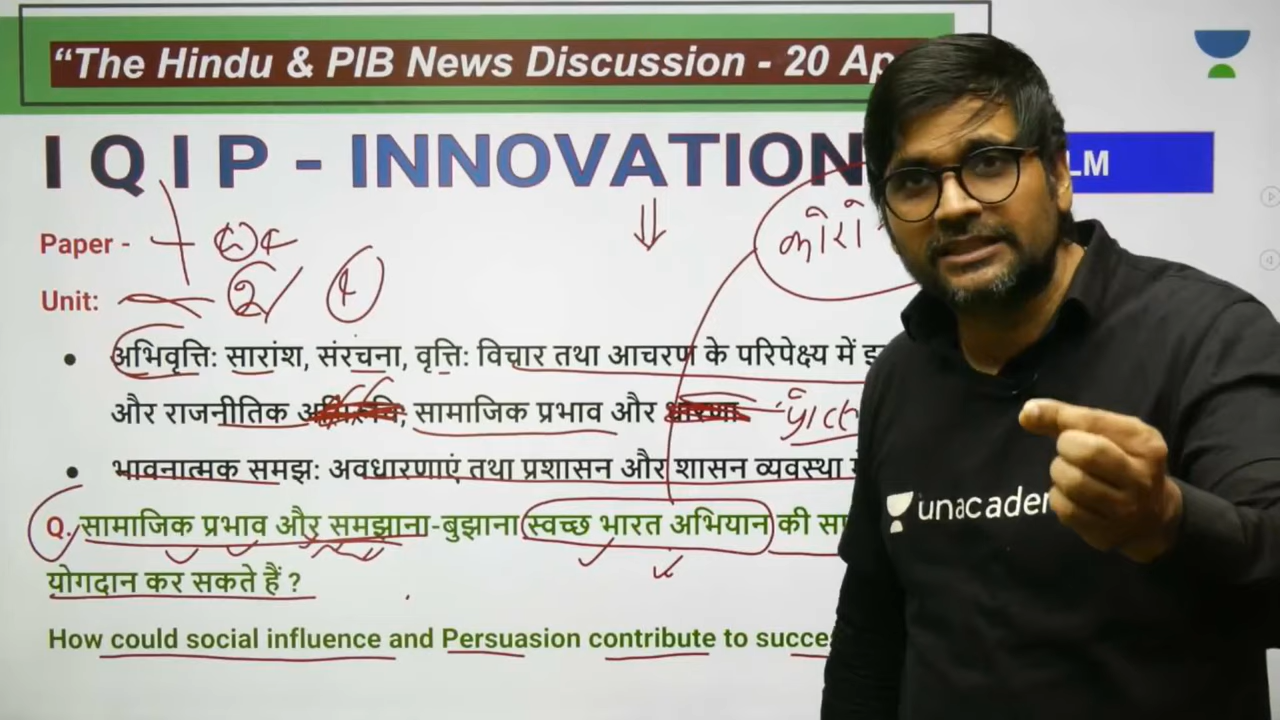 “The Hindu & PIB News Discussion - 20 Ap
I Q I P - INNOVATION
LM
Paper -
Unit: 2
• अभिवृत्ति: सारांश, संरचना, वृत्ति: विचार तथा आचरण के परिपेक्ष्य में
और राजनीतिक सामाजिक प्रभाव और
• भावनात्मक समझ: अवधारणाएं तथा प्रशासन और शासन व्यवस्था
Q. सामाजिक प्रभाव और समझाना-बुझाना स्वच्छ भारत अभियान की
योगदान कर सकते हैं ?
How could social influence and Persuasion contribute to succe
unacade